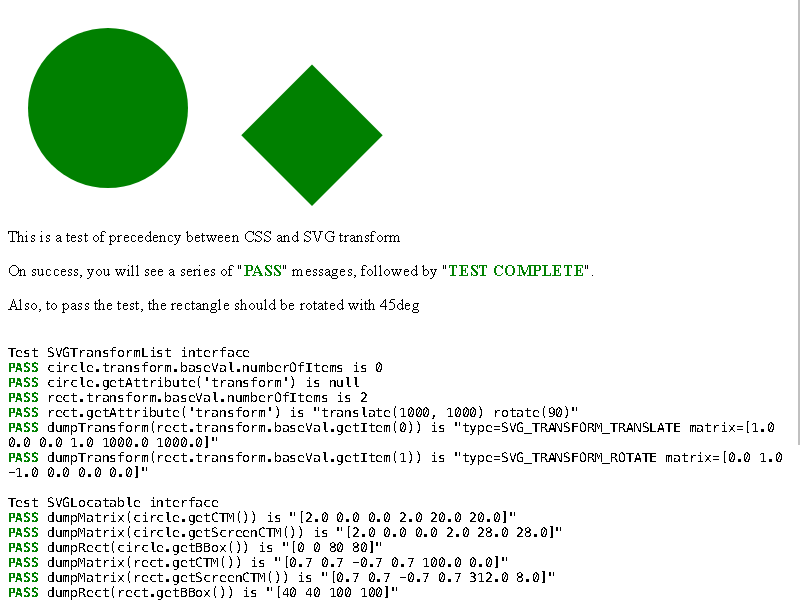 This is a test of precedency between CSS and SVG transform
On success, you will see a series of "PASS" messages, followed by "TEST COMPLETE".
Also, to pass the test, the rectangle should be rotated with 45deg
Test SVGTransformList interface
PASS circle.transform.baseVal.numberOfItems is 0
PASS circle.getAttribute('transform') is null
PASS rect.transform.baseVal.numberOfItems is 2
PASS rect.getAttribute('transform') is "translate(1000, 1000) rotate(90)"
PASS dumpTransform(rect.transform.baseVal.getItem(0)) is "type=SVG_TRANSFORM_TRANSLATE matrix=[1.0
0.0 0.0 1.0 1000.0 1000.0]"
PASS dumpTransform(rect.transform.baseVal.getItem(1)) is "type=SVG_TRANSFORM_ROTATE matrix=[0.0 1.0
-1.0 0.0 0.0 0.0]"
Test SVGLocatable interface
PASS dumpMatrix(circle.getCTM()) is "[2.0 0.0 0.0 2.0 20.0 20.0]"
PASS dumpMatrix(circle.getScreenCTM()) is "[2.0 0.0 0.0 2.0 28.0 28.0]"
PASS dumpRect(circle.getBBox()) is "[0 0 80 80]"
PASS dumpMatrix(rect.getCTM()) is "[0.7 0.7 -0.7 0.7 100.0 0.0]"
PASS dumpMatrix(rect.getScreenCTM()) is "[0.7 0.7 -0.7 0.7 312.0 8.0]"
PASS dumpRect(rect.getBBox()) is "[40 40 100 100]"